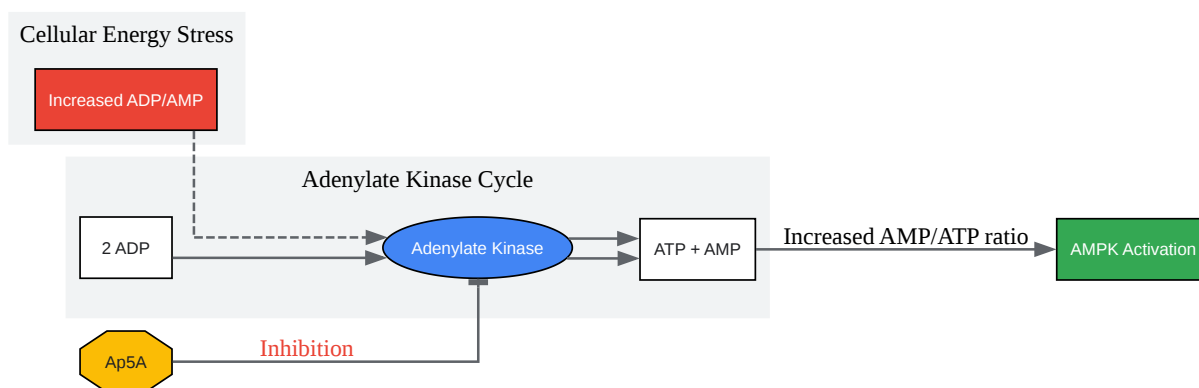 Cellular Energy Stress
Increased ADP/AMP
Adenylate Kinase Cycle
2 ADP
Adenylate Kinase
ATP + AMP
Increased AMP/ATP ratio
AMPK Activation
Ap5A
Inhibition